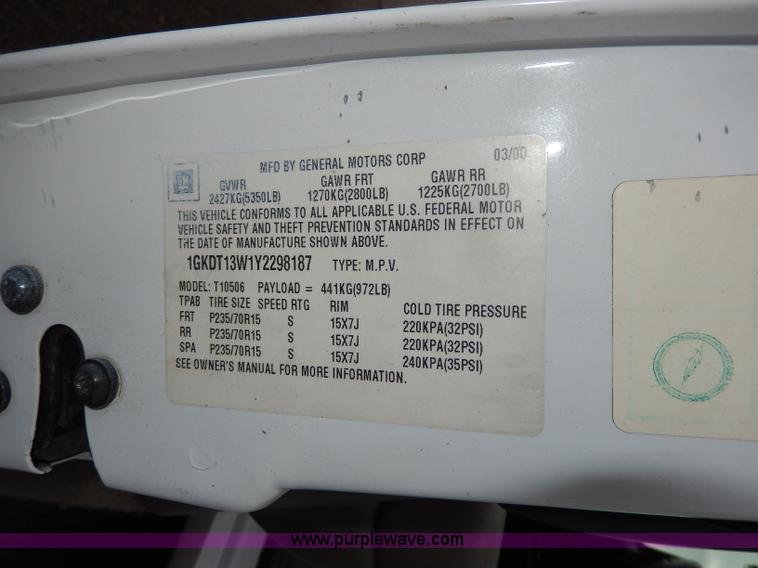 03/00
MFD BY GENERAL MOTORS CORP
GM
GVWR GAWR FRT GAWR RR
2427KG(5350LB) 1270KG(2800LB) 1225KG(2700LB)
THIS VEHICLE CONFORMS TO ALL APPLICABLE U.S. FEDERAL MOTOR
VEHICLE SAFETY AND THEFT PREVENTION STANDARDS IN EFFECT ON
THE DATE OF MANUFACTURE SHOWN ABOVE.
1GKDT13W1Y2298187 TYPE: M.P.V.
MODEL: T10506 PAYLOAD = 441KG(972LB)
TPAB TIRE SIZE SPEED RTG RIM COLD TIRE PRESSURE
FRT P235/70R15 S 15X7J 220KPA(32PSI)
RR P235/70R15 S 15X7J 220KPA(32PSI)
SPA P235/70R15 S 15X7J 240KPA(35PSI)
SEE OWNER'S MANUAL FOR MORE INFORMATION.
www.purplewave.com